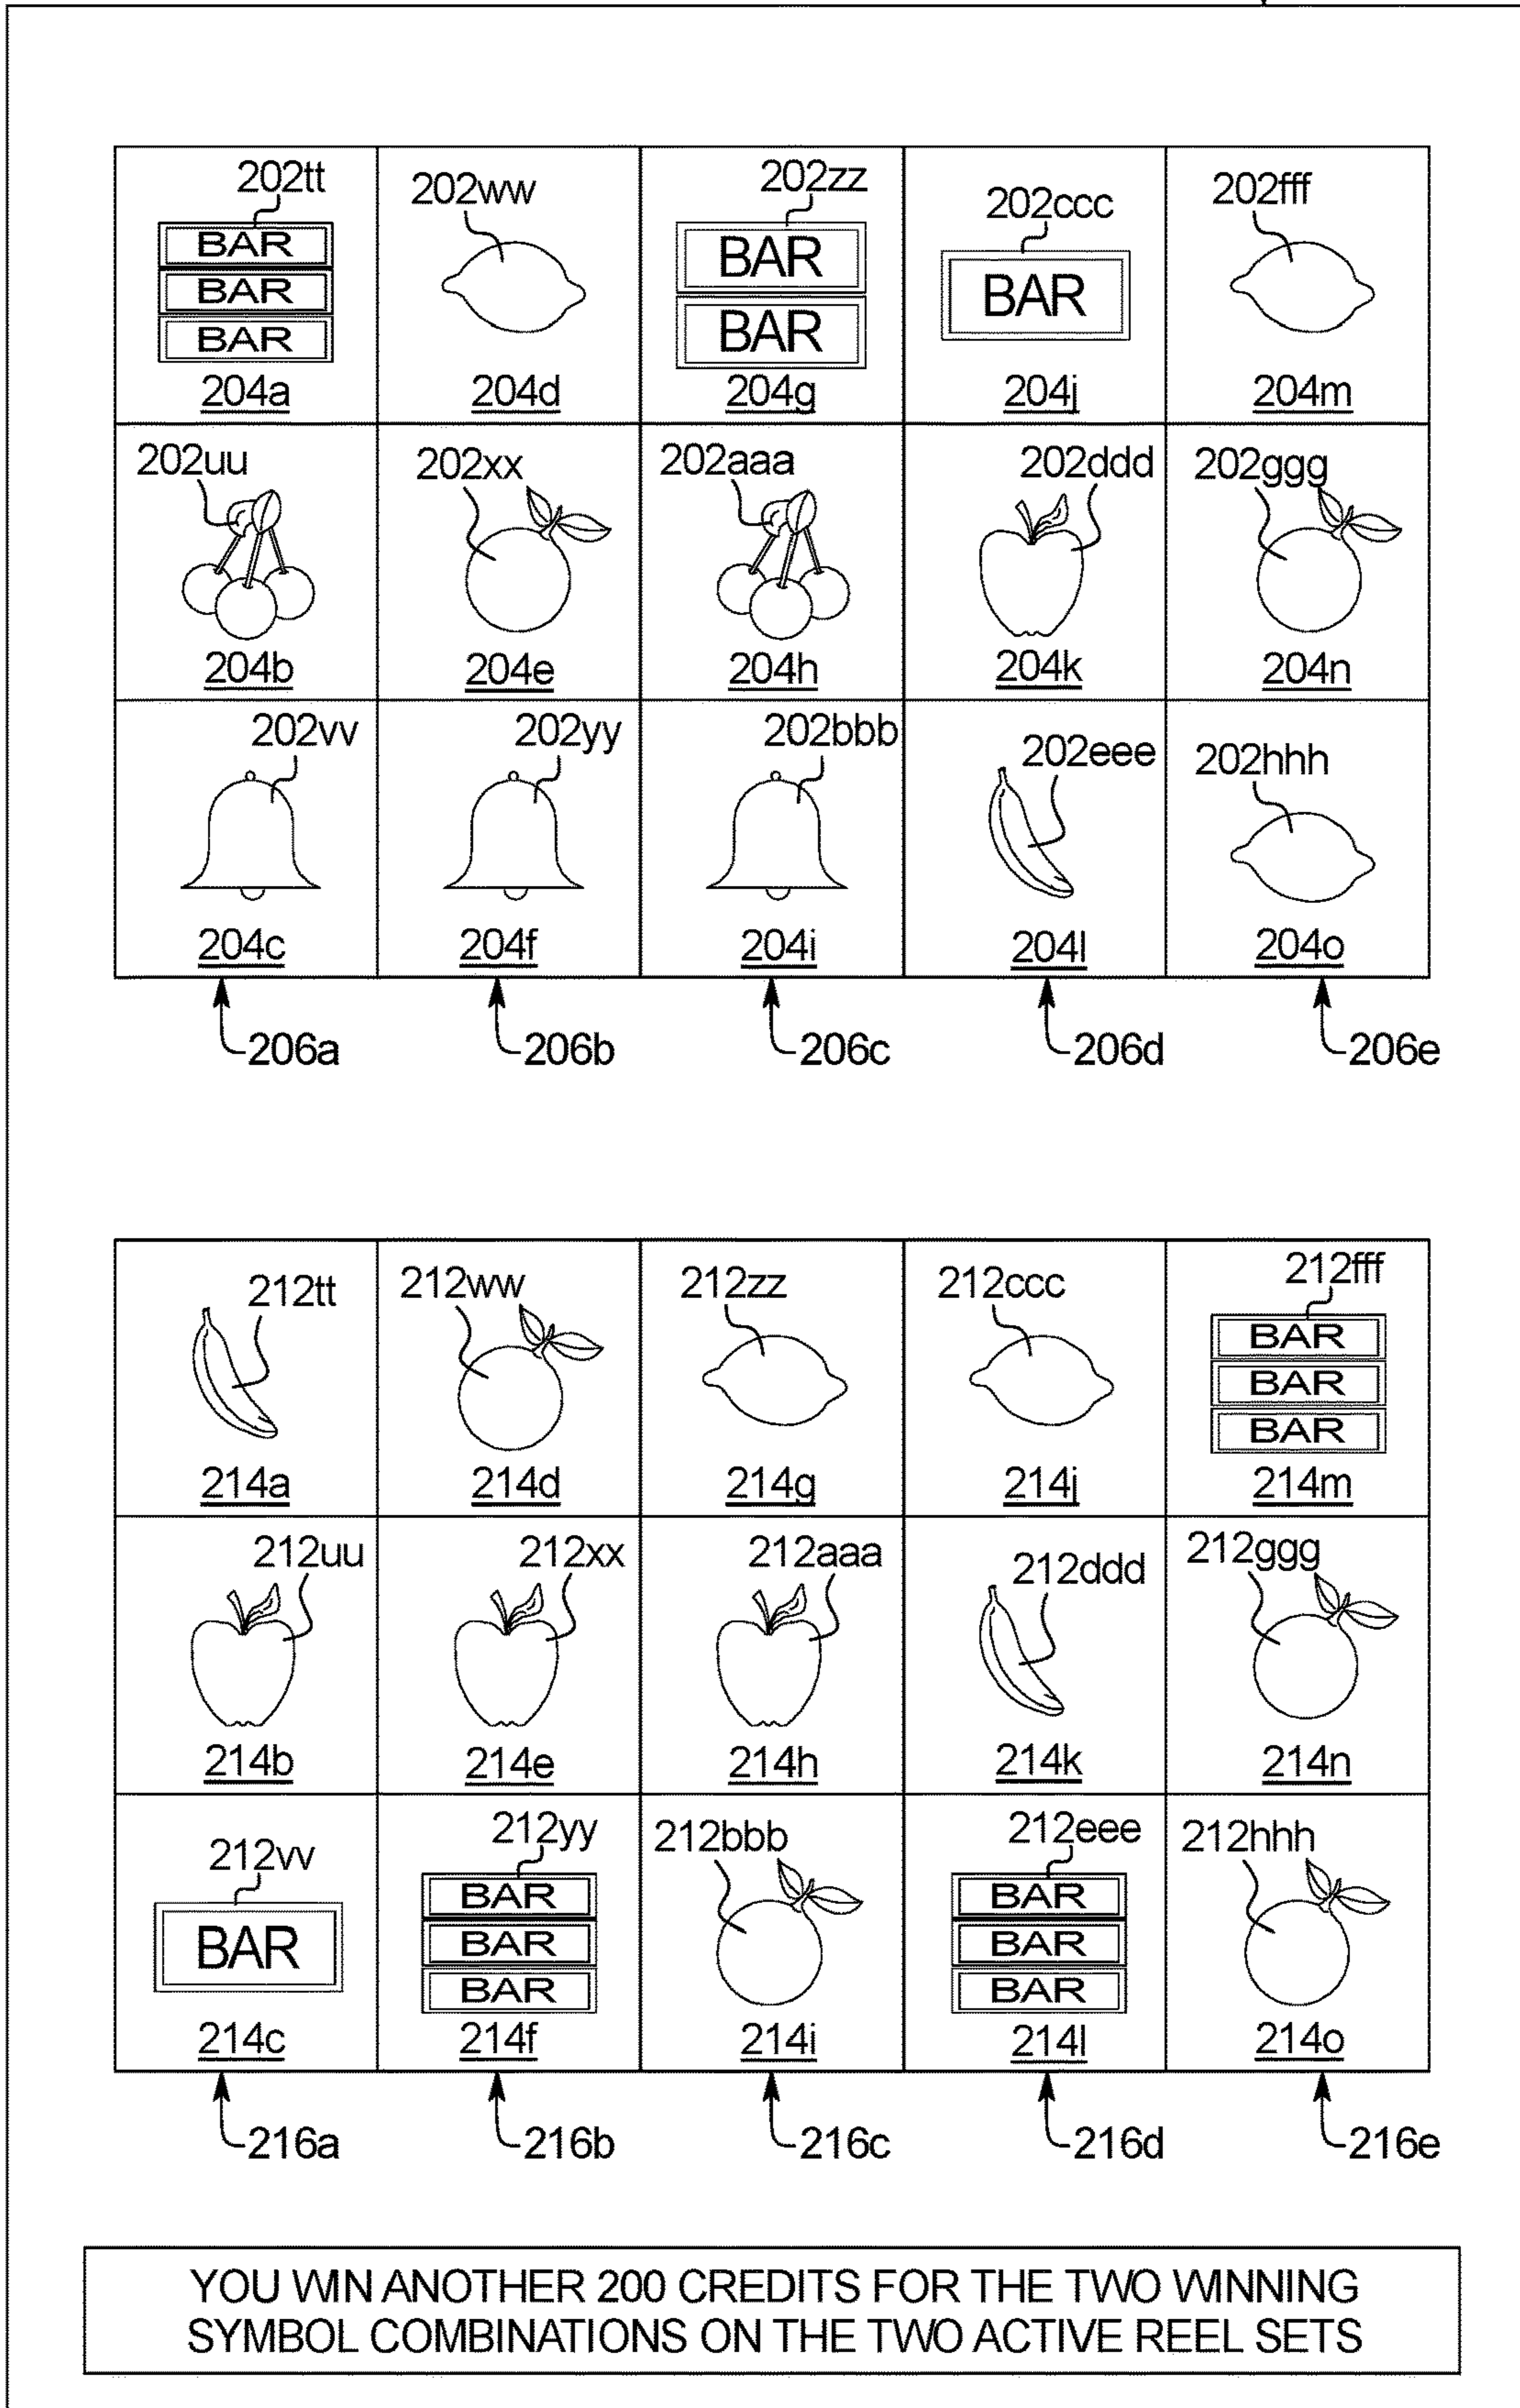 202tt 202ww 202zz 202ccc 202fff
BAR BAR BAR
BAR
BAR BAR
204a 204d 204g 204j 204m
202uu 202xx 202aaa 202ddd 202ggg
204b 204e 204h 204k 204n
202vv 202yy 202bbb 202eee 202hhh
204c 204f 204i 204l 204o
206a 206b 206c 206d 206e
212tt 212ww 212zz 212ccc 212fff
BAR
BAR
BAR
214a 214d 214g 214j 214m
212uu 212xx 212aaa 212ddd 212ggg
214b 214e 214h 214k 214n
212vv 212yy 212bbb 212eee 212hhh
BAR BAR
BAR BAR BAR
BAR BAR
214c 214f 214i 214l 214o
216a 216b 216c 216d 216e
YOU WIN ANOTHER 200 CREDITS FOR THE TWO WINNING
SYMBOL COMBINATIONS ON THE TWO ACTIVE REEL SETS